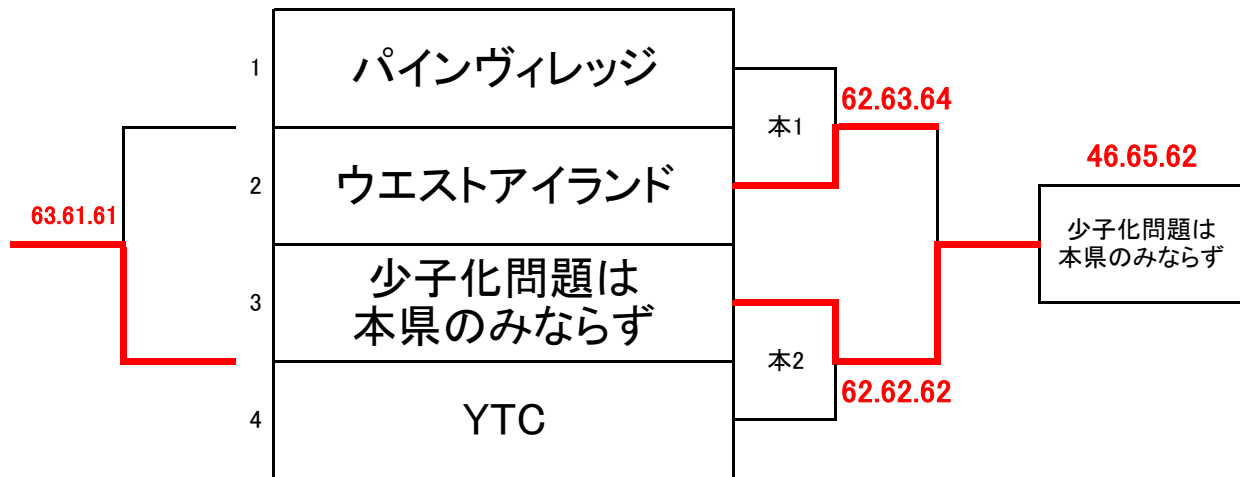 1
パインヴィレッジ
本1
62.63.64
2
ウエストアイランド
46.65.62
63.61.61
少子化問題は
本県のみならず
3
少子化問題は
本県のみならず
本2
62.62.62
4
YTC